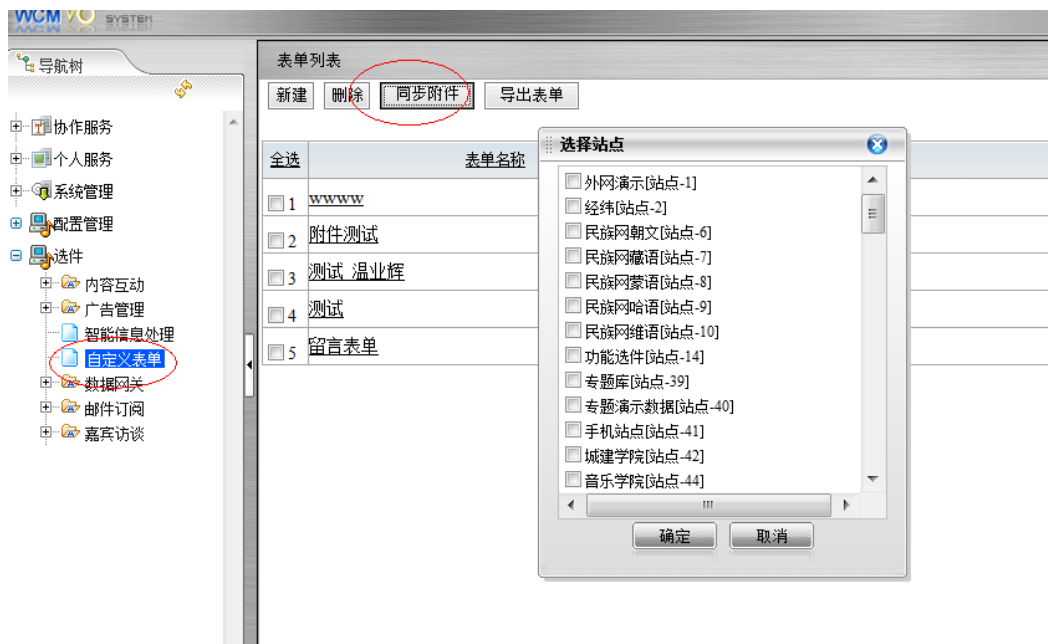 WCM V6 SYSTEM
导航树
协作服务
个人服务
系统管理
配置管理
选件
内容互动
广告管理
智能信息处理
自定义表单
数据网关
邮件订阅
嘉宾访谈
表单列表
新建 删除 同步附件 导出表单
全选 表单名称
1 wwww
2 附件测试
3 测试_温业辉
4 测试
5 留言表单
选择站点
外网演示[站点-1]
经纬[站点-2]
民族网朝文[站点-6]
民族网藏语[站点-7]
民族网蒙语[站点-8]
民族网哈语[站点-9]
民族网维语[站点-10]
功能选件[站点-14]
专题库[站点-39]
专题演示数据[站点-40]
手机站点[站点-41]
城建学院[站点-42]
音乐学院[站点-44]
确定 取消